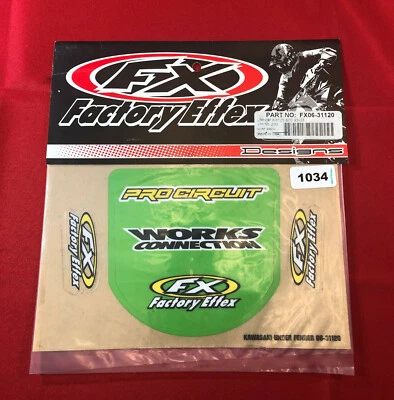 FX
Factory Effex
PART NO: FX06-31120
Designs
1034
PRO CIRCUIT
WORKS
CONNECTION
FX
Factory Effex
FX
Factory Effex
FX
Factory Effex
KAWASAKI UNDER FENDER 06-31120